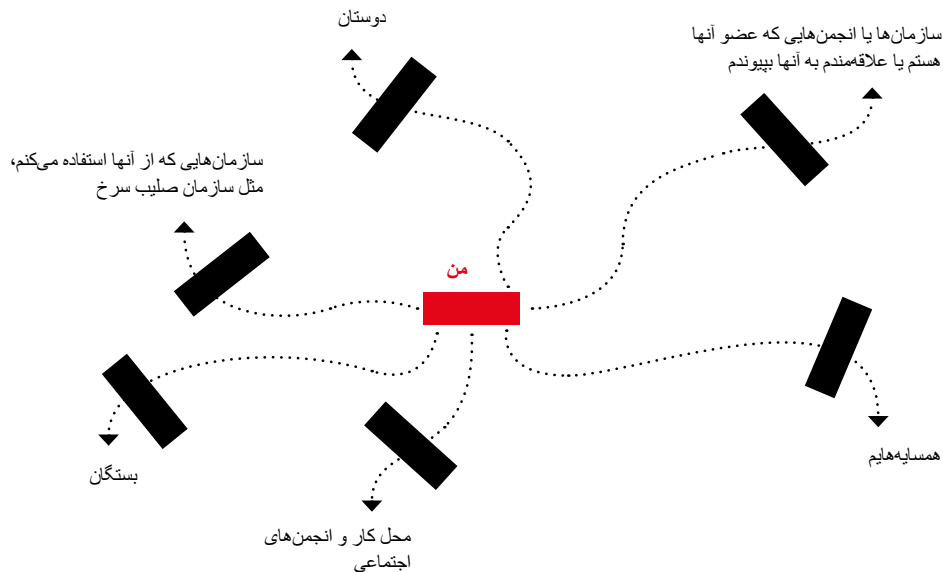 دوستان
سازمان‌ها یا انجمن‌هایی که عضو آنها
هستم یا علاقه‌مندم به آنها بپیوندم
سازمان‌هایی که از آنها استفاده می‌کنم،
مثل سازمان صلیب سرخ
من
همسایه‌هایم
بستگان
محل کار و انجمن‌های
اجتماعی